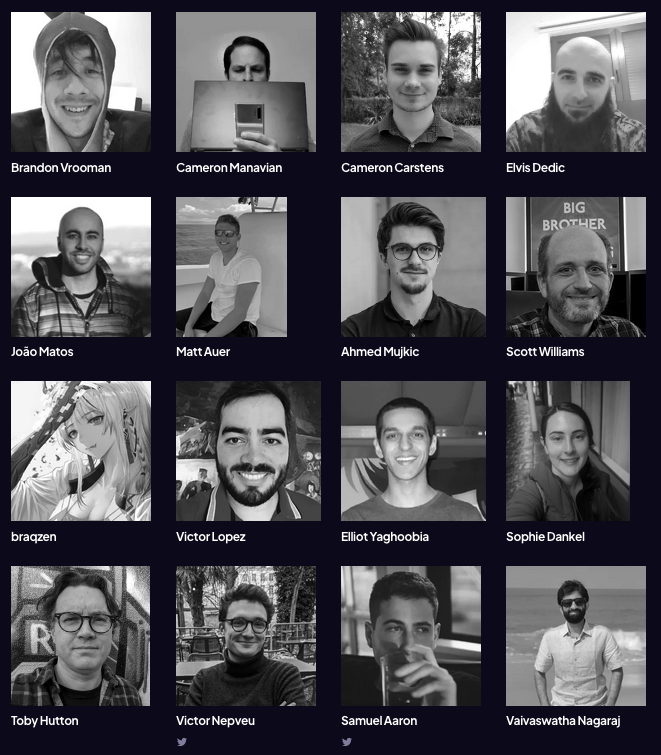 Brandon Vrooman
Cameron Manavian
Cameron Carstens
Elvis Dedic
BIG
BROTHER
João Matos
Matt Auer
Ahmed Mujkic
Scott Williams
braqzen
Victor Lopez
Elliot Yaghoobia
Sophie Dankel
Toby Hutton
Victor Nepveu
Samuel Aaron
Vaivaswatha Nagaraj